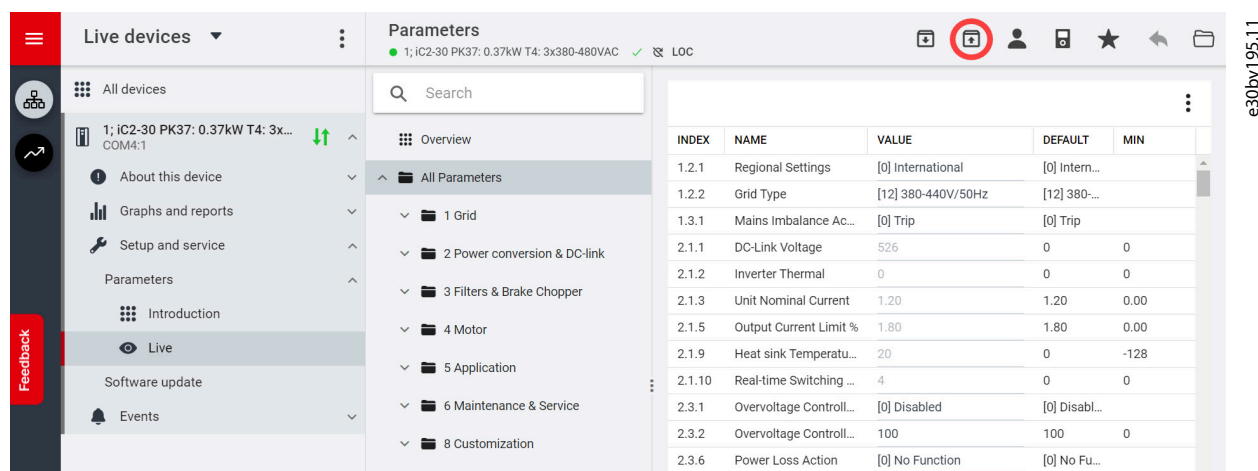 Live devices
Parameters
1; iC2-30 PK37: 0.37kW T4: 3x380-480VAC LOC
All devices
1; iC2-30 PK37: 0.37kW T4: 3x...
COM4:1
About this device
Graphs and reports
Setup and service
Parameters
Introduction
Live
Software update
Events
Feedback
Search
Overview
All Parameters
1 Grid
2 Power conversion & DC-link
3 Filters & Brake Chopper
4 Motor
5 Application
6 Maintenance & Service
8 Customization
INDEX NAME VALUE DEFAULT MIN
1.2.1 Regional Settings [0] International [0] Intern...
1.2.2 Grid Type [12] 380-440V/50Hz [12] 380-...
1.3.1 Mains Imbalance Ac... [0] Trip [0] Trip
2.1.1 DC-Link Voltage 526 0 0
2.1.2 Inverter Thermal 0 0 0
2.1.3 Unit Nominal Current 1.20 1.20 0.00
2.1.5 Output Current Limit % 1.80 1.80 0.00
2.1.9 Heat sink Temperatu... 20 0 -128
2.1.10 Real-time Switching ... 4 0 0
2.3.1 Overvoltage Controll... [0] Disabled [0] Disabl...
2.3.2 Overvoltage Controll... 100 100 0
2.3.6 Power Loss Action [0] No Function [0] No Fu...
e30bv195.11